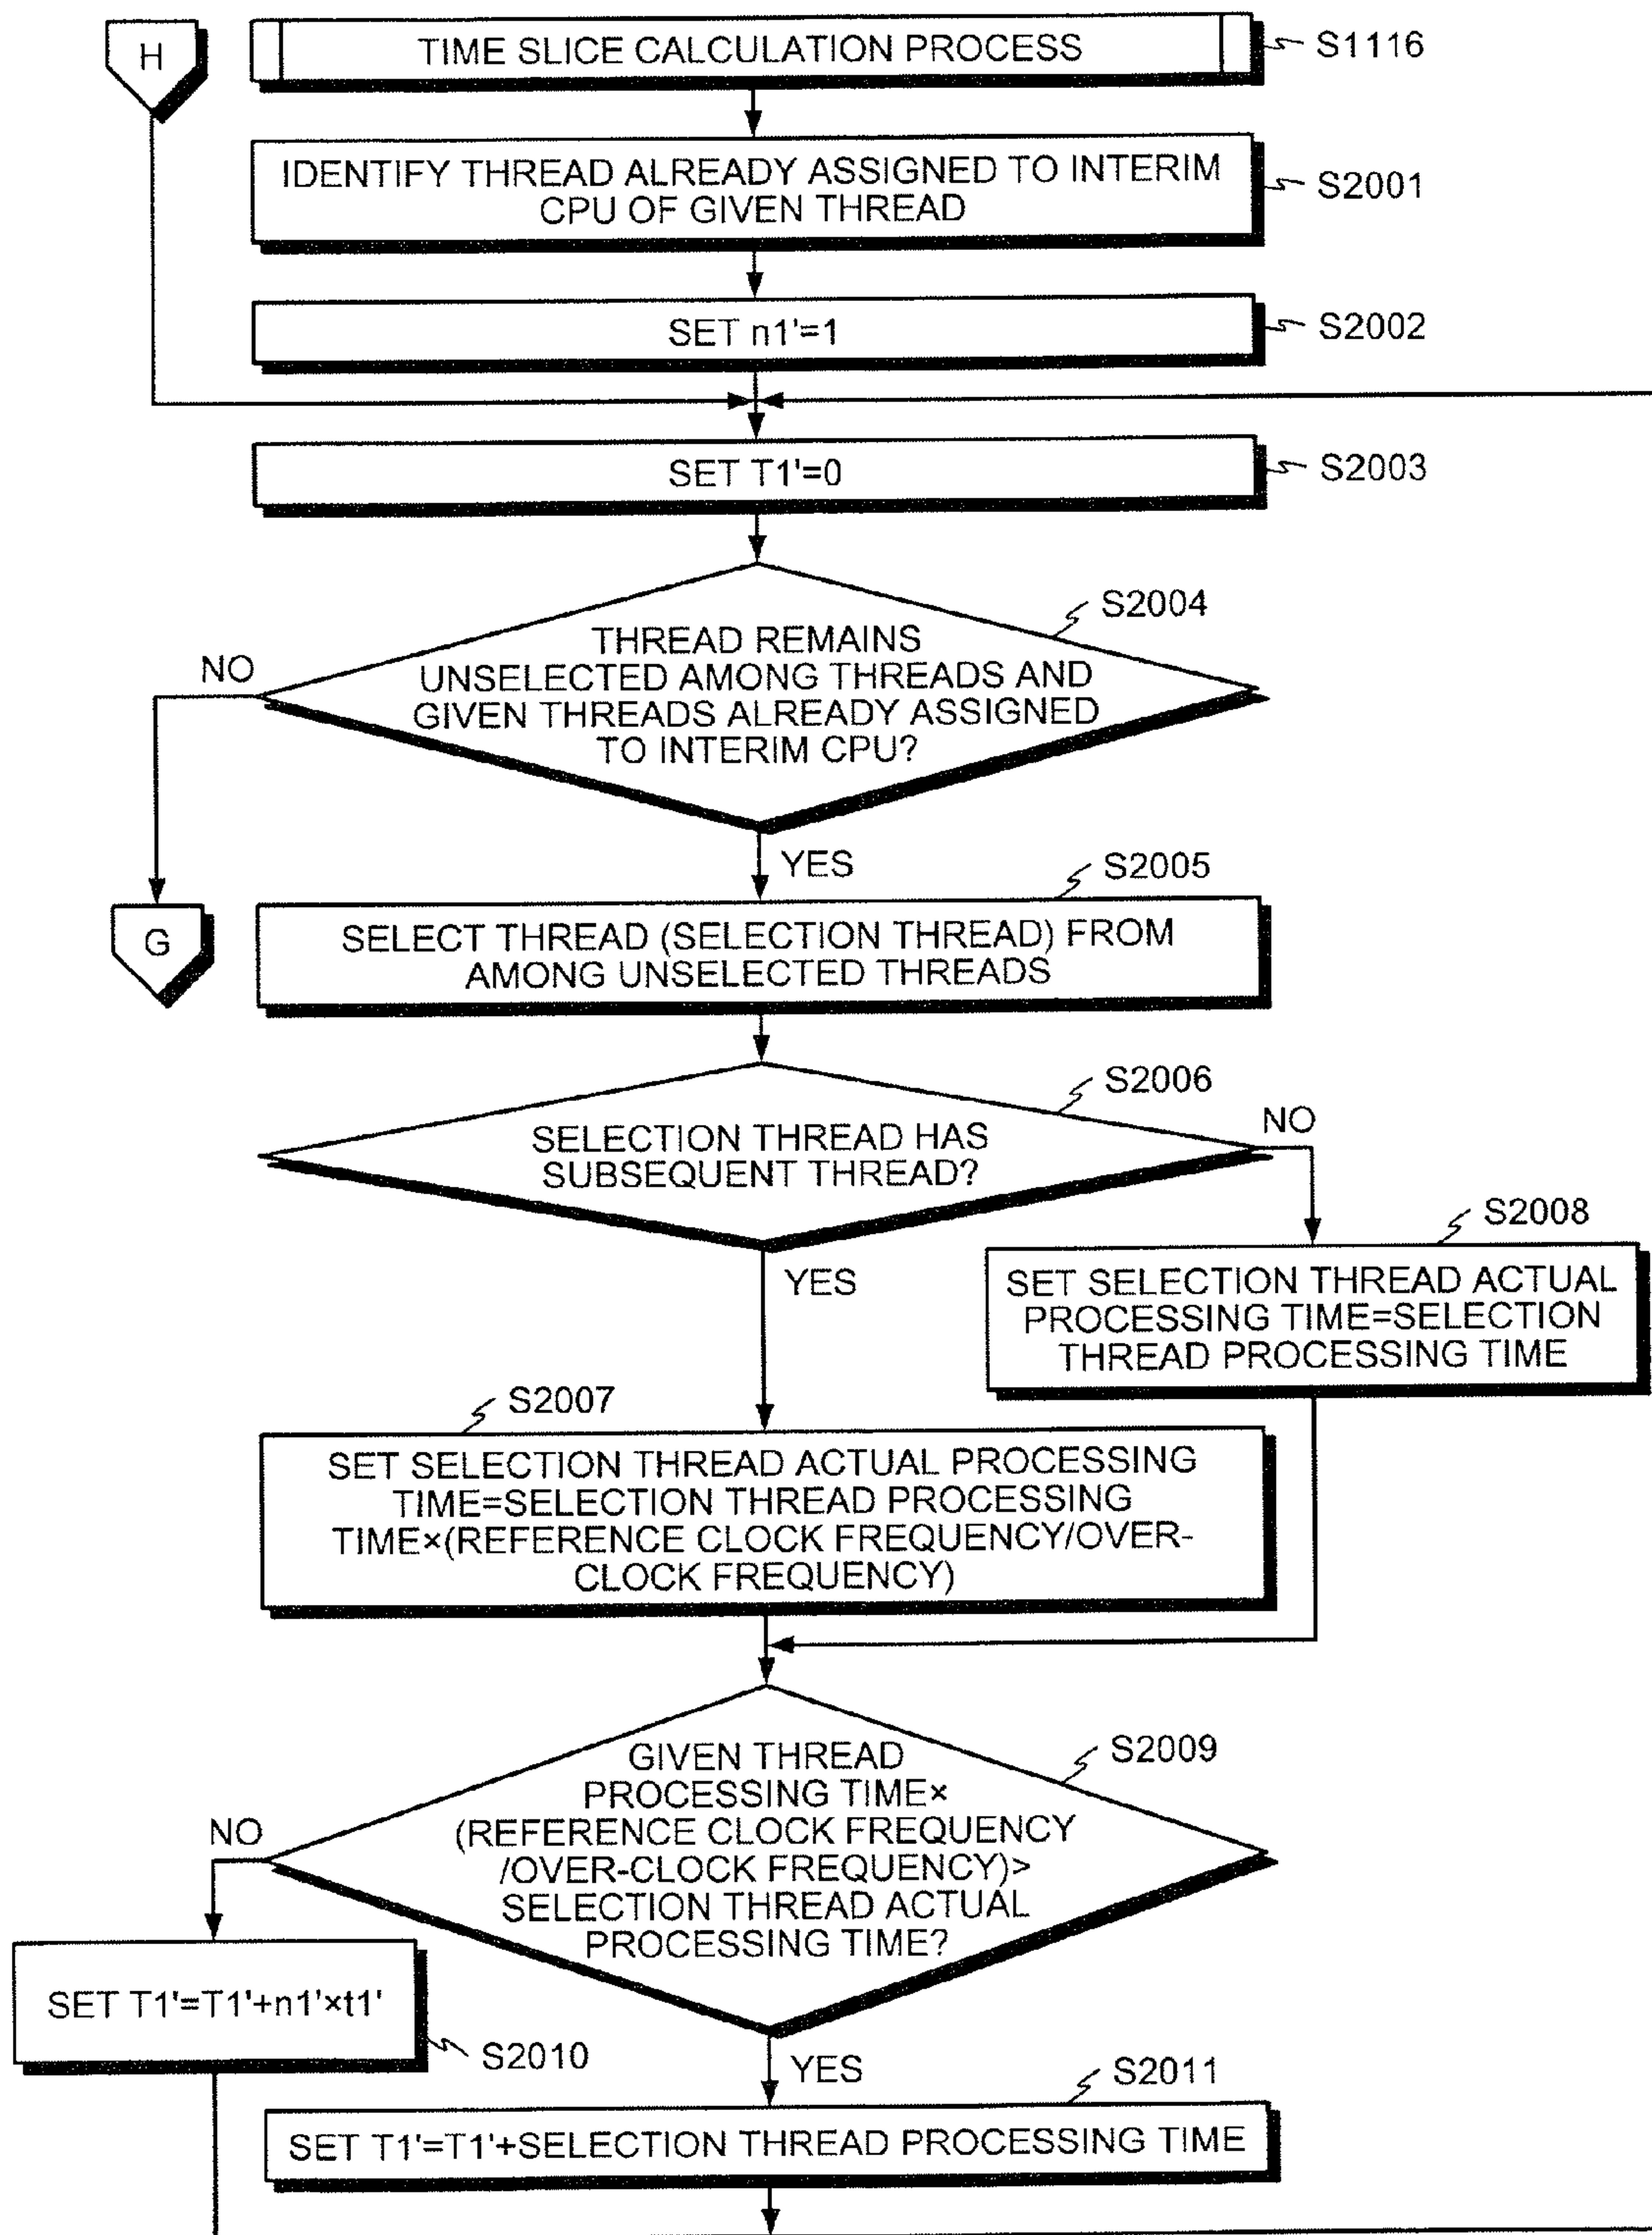 H
TIME SLICE CALCULATION PROCESS
S1116
IDENTIFY THREAD ALREADY ASSIGNED TO INTERIM
CPU OF GIVEN THREAD
S2001
SET n1'=1
S2002
SET T1'=0
S2003
S2004
THREAD REMAINS
UNSELECTED AMONG THREADS AND
GIVEN THREADS ALREADY ASSIGNED
TO INTERIM CPU?
NO
YES
G
S2005
SELECT THREAD (SELECTION THREAD) FROM
AMONG UNSELECTED THREADS
S2006
SELECTION THREAD HAS
SUBSEQUENT THREAD?
NO
YES
S2008
SET SELECTION THREAD ACTUAL
PROCESSING TIME=SELECTION
THREAD PROCESSING TIME
S2007
SET SELECTION THREAD ACTUAL PROCESSING
TIME=SELECTION THREAD PROCESSING
TIME×(REFERENCE CLOCK FREQUENCY/OVER-
CLOCK FREQUENCY)
S2009
GIVEN THREAD
PROCESSING TIME×
(REFERENCE CLOCK FREQUENCY
/OVER-CLOCK FREQUENCY)>
SELECTION THREAD ACTUAL
PROCESSING TIME?
NO
SET T1'=T1'+n1'×t1'
S2010
YES
S2011
SET T1'=T1'+SELECTION THREAD PROCESSING TIME